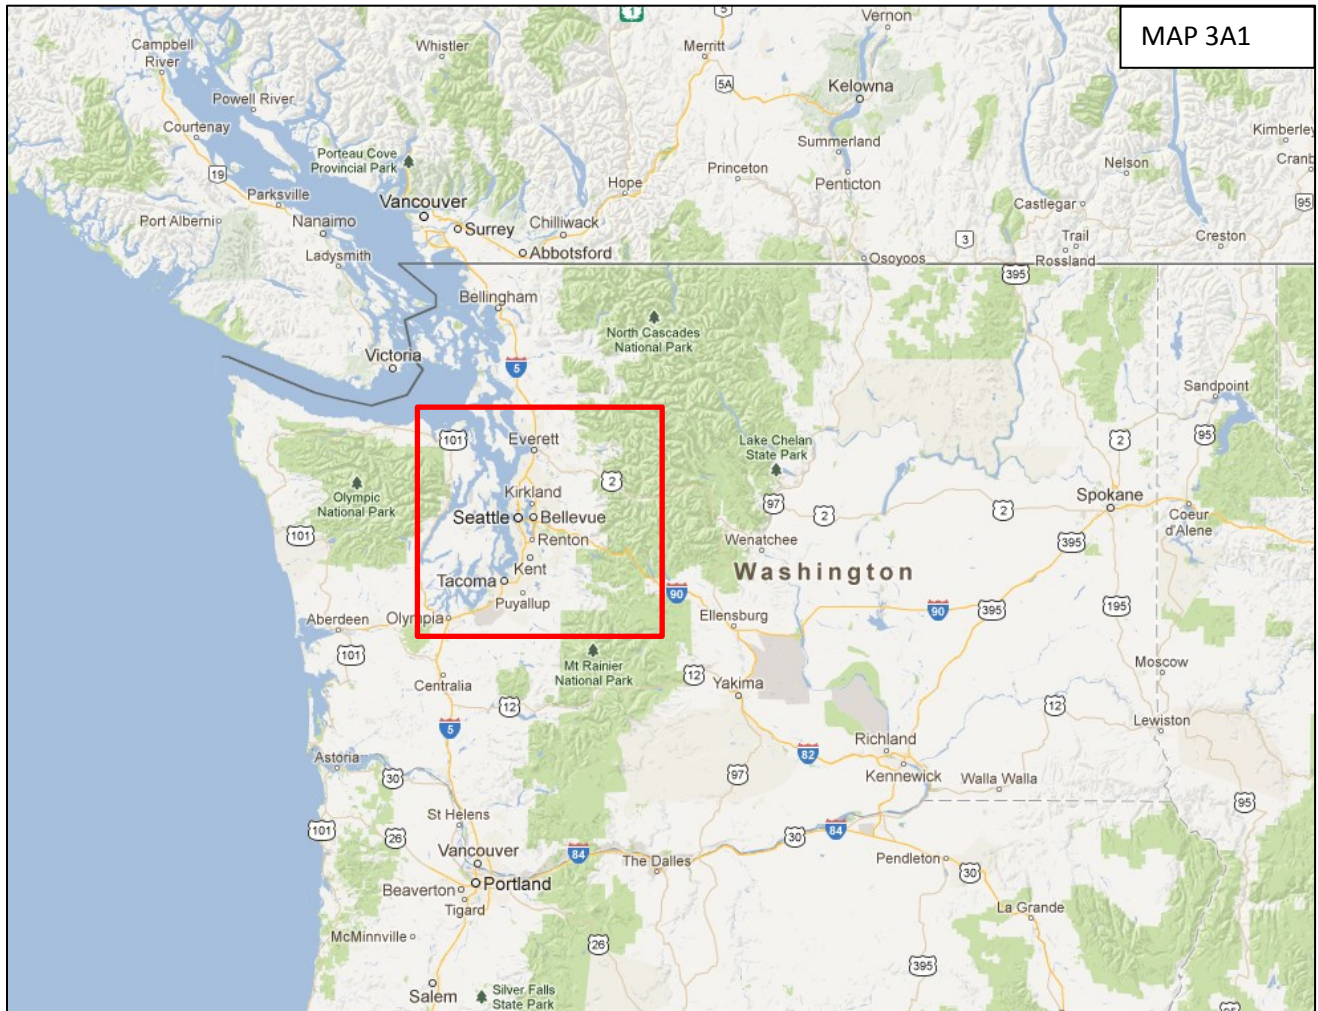 MAP 3A1
1
5
Vernon
Campbell
River
Whistler
Merritt
5A
Kelowna
Powell River
Courtenay
Summerland
Kimberley
Porteau Cove
Provincial Park
Princeton
Nelson
Cranb
19
Hope
Penticton
Parksville
Vancouver
Castlegar
95
Port Alberni
Nanaimo
Surrey
Chilliwack
3
Trail
Creston
Ladysmith
Abbotsford
Osoyoos
Rossland
395
Bellingham
North Cascades
National Park
Victoria
5
Sandpoint
101
Everett
Lake Chelan
State Park
2
95
2
Olympic
National Park
Kirkland
97
2
2
Spokane
Seattle
Bellevue
Coeur
d'Alene
101
Renton
Wenatchee
395
Kent
Washington
Tacoma
Puyallup
90
90
395
195
Aberdeen
Olympia
Ellensburg
101
Mt Rainier
National Park
Moscow
Centralia
12
Yakima
12
12
Lewiston
5
Richland
82
Astoria
30
97
Kennewick
Walla Walla
95
St Helens
101
26
30
84
Vancouver
84
The Dalles
Pendleton
30
Portland
Beaverton
Tigard
La Grande
McMinnville
26
395
Salem
Silver Falls
State Park
95